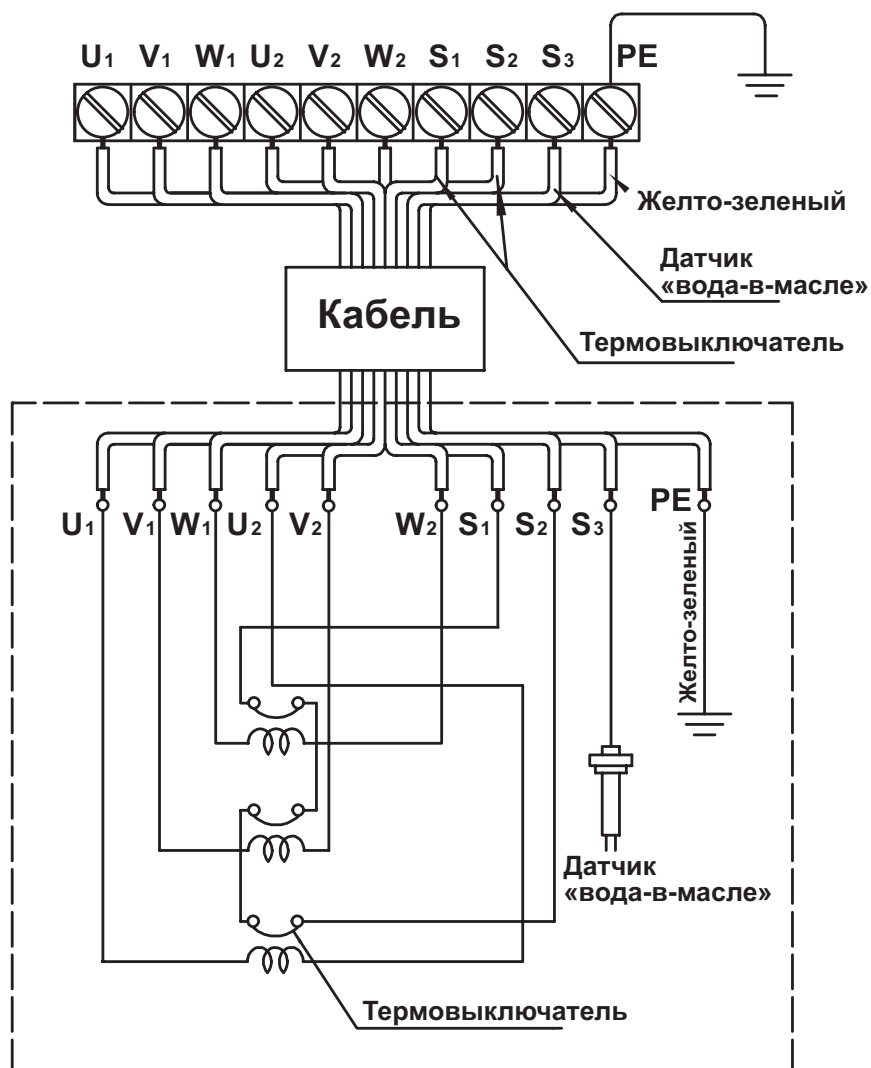 U1 V1 W1 U2 V2 W2 S1 S2 S3 PE
Желто-зеленый
Датчик
«вода-в-масле»
Кабель
Термовыключатель
U1 V1 W1 U2 V2 W2 S1 S2 S3 PE
Желто-зеленый
Датчик
«вода-в-масле»
Термовыключатель